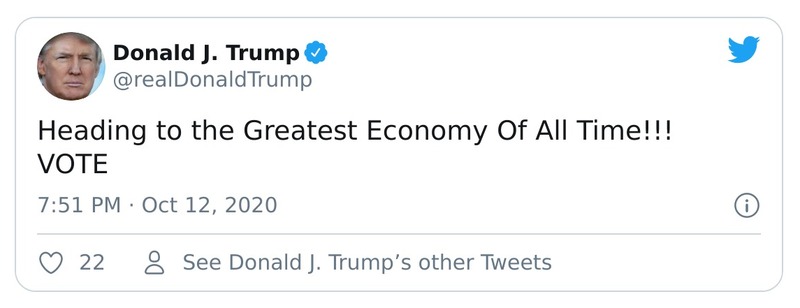 Donald J. Trump
@realDonaldTrump
Heading to the Greatest Economy Of All Time!!!
VOTE
7:51 PM · Oct 12, 2020
22
See Donald J. Trump’s other Tweets